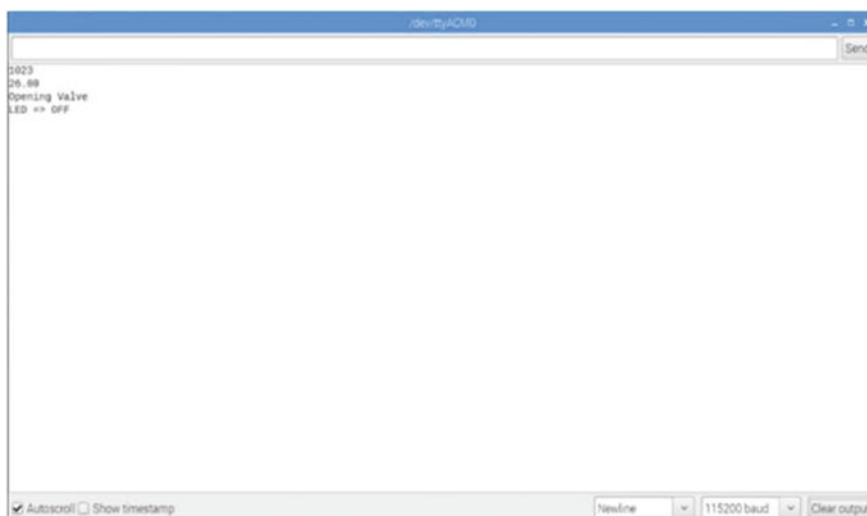 /dev/ttyACM0
Send
1023
26.00
Opening Valve
LED => OFF
Autoscroll Show timestamp
Newline 115200 baud Clear output